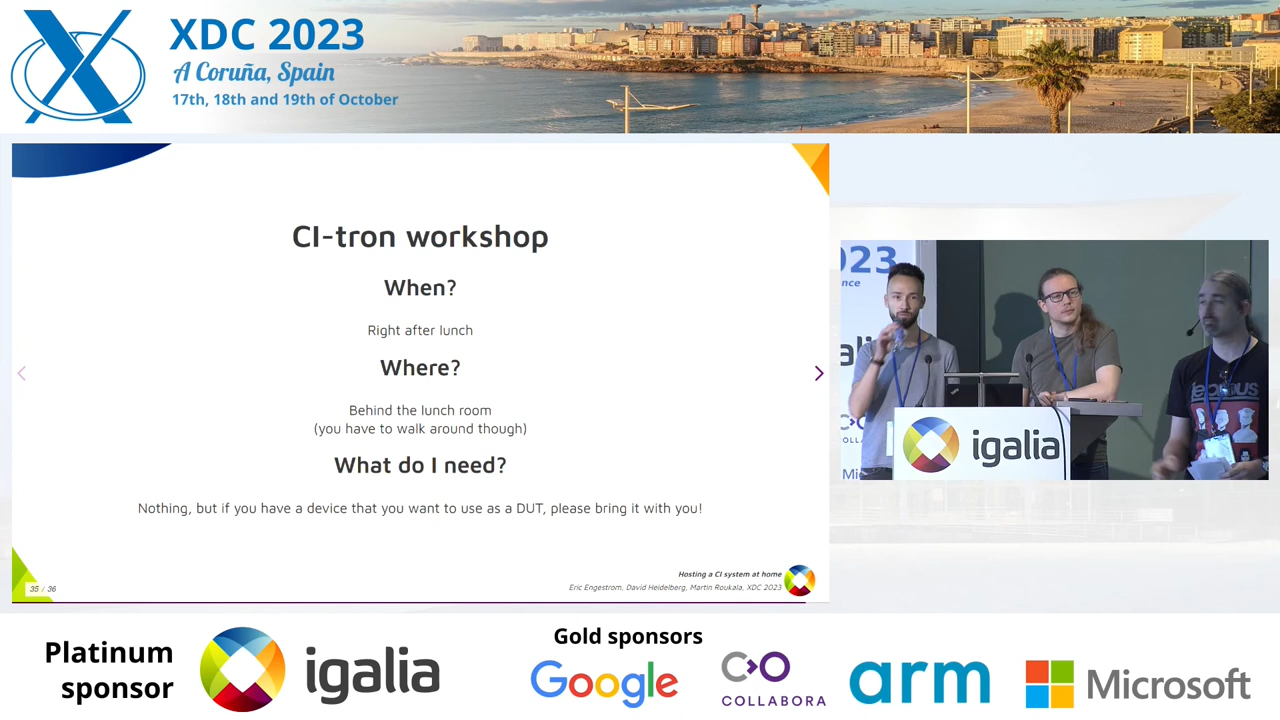 XDC 2023
A Coruña, Spain
17th, 18th and 19th of October
CI-tron workshop
When?
Right after lunch
Where?
Behind the lunch room
(you have to walk around though)
What do I need?
Nothing, but if you have a device that you want to use as a DUT, please bring it with you!
35 / 36
Hosting a CI system at home
Eric Engestrom, David Heidelberg, Martin Roukala, XDC 2023
023
nce
igalia
Platinum
sponsor
igalia
Gold sponsors
Google
COLLABORA
arm
Microsoft